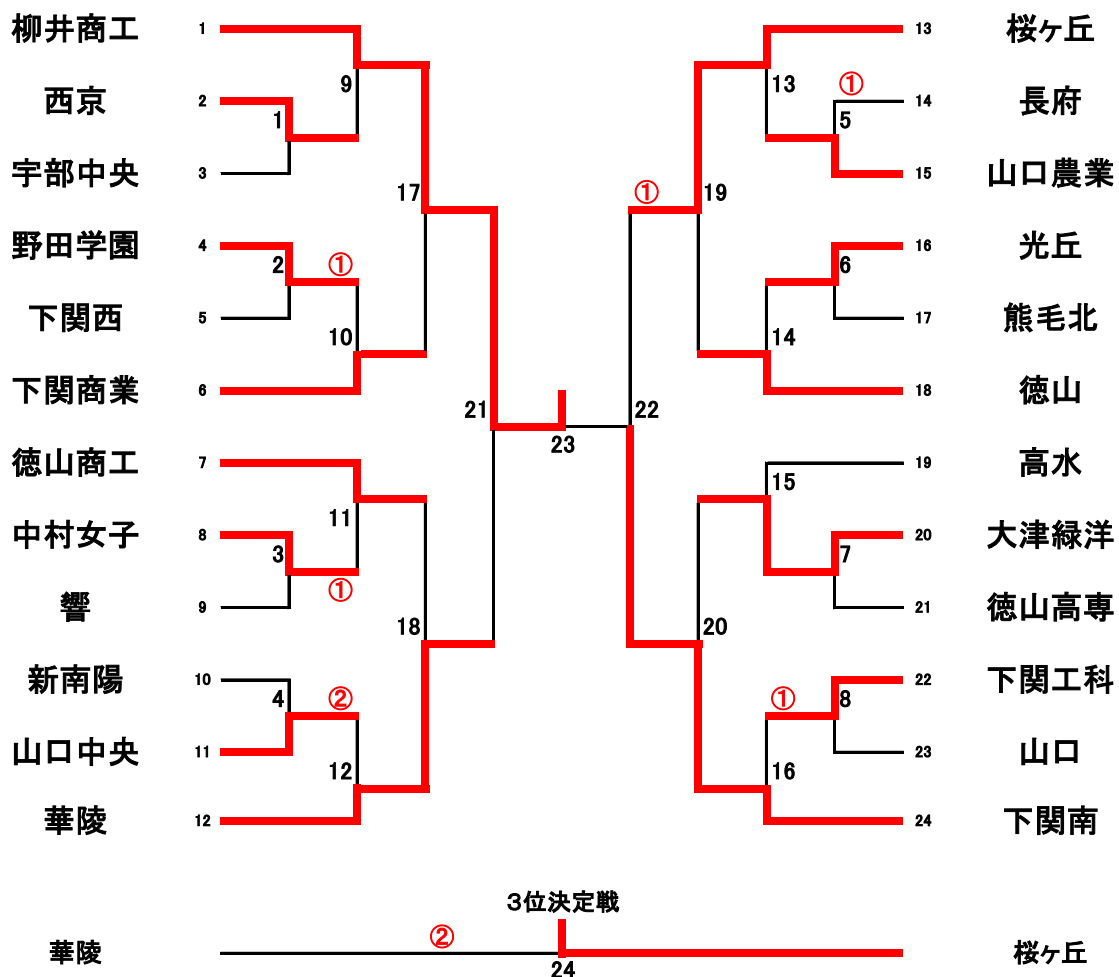 柳井商工 1 13 桜ヶ丘
9 13 ①
西京 2 14 長府
1 5
宇部中央 3 15 山口農業
17 ① 19
野田学園 4 16 光丘
2 ① 6
下関西 5 17 熊毛北
10 14
下関商業 6 18 徳山
21 22
23
徳山商工 7 19 高水
15
11
中村女子 8 20 大津緑洋
3 7
①
響 9 21 徳山高専
18 20
新南陽 10 22 下関工科
4 ② ① 8
山口中央 11 23 山口
12 16
華陵 12 24 下関南
3位決定戦
②
華陵 桜ヶ丘
24